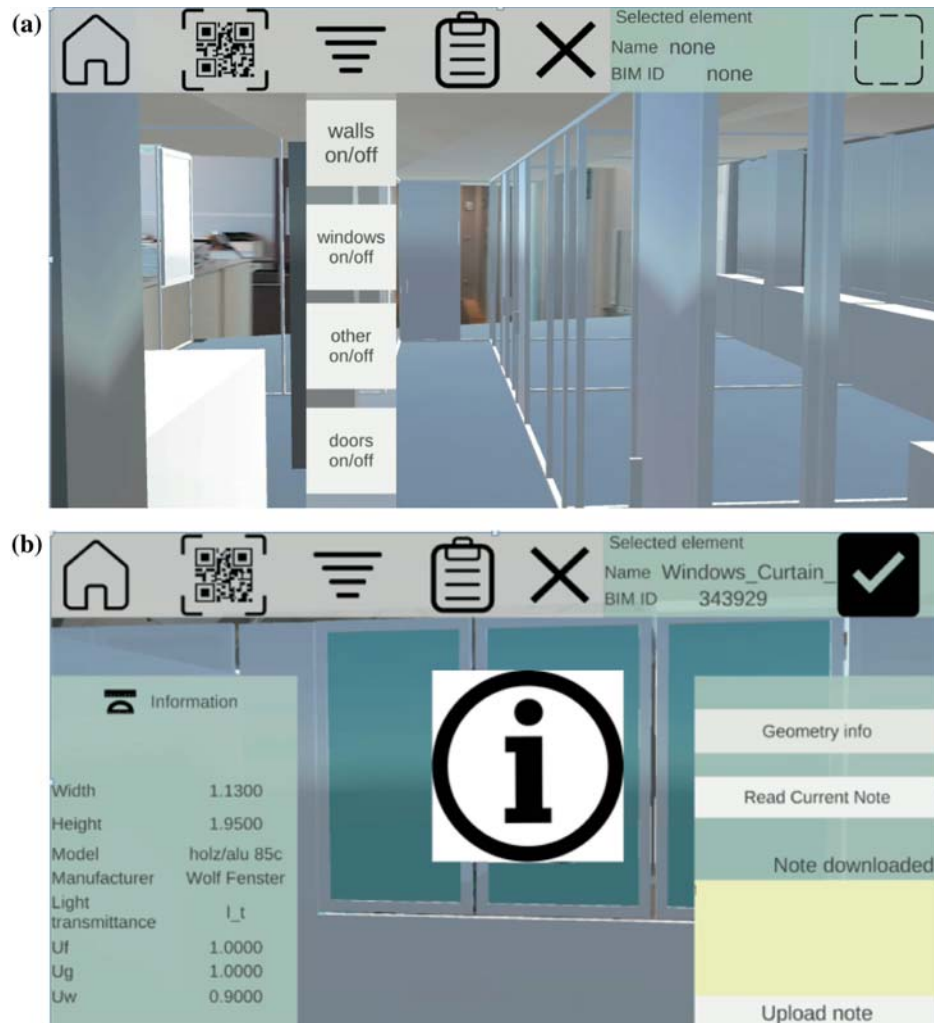 (a)
Selected element
Name none
BIM ID none
walls
on/off
windows
on/off
other
on/off
doors
on/off
(b)
Selected element
Name Windows_Curtain_
BIM ID 343929
Information
Width 1.1300
Height 1.9500
Model holz/alu 85c
Manufacturer Wolf Fenster
Light
transmittance l_t
Uf 1.0000
Ug 1.0000
Uw 0.9000
i
Geometry info
Read Current Note
Note downloaded
Upload note